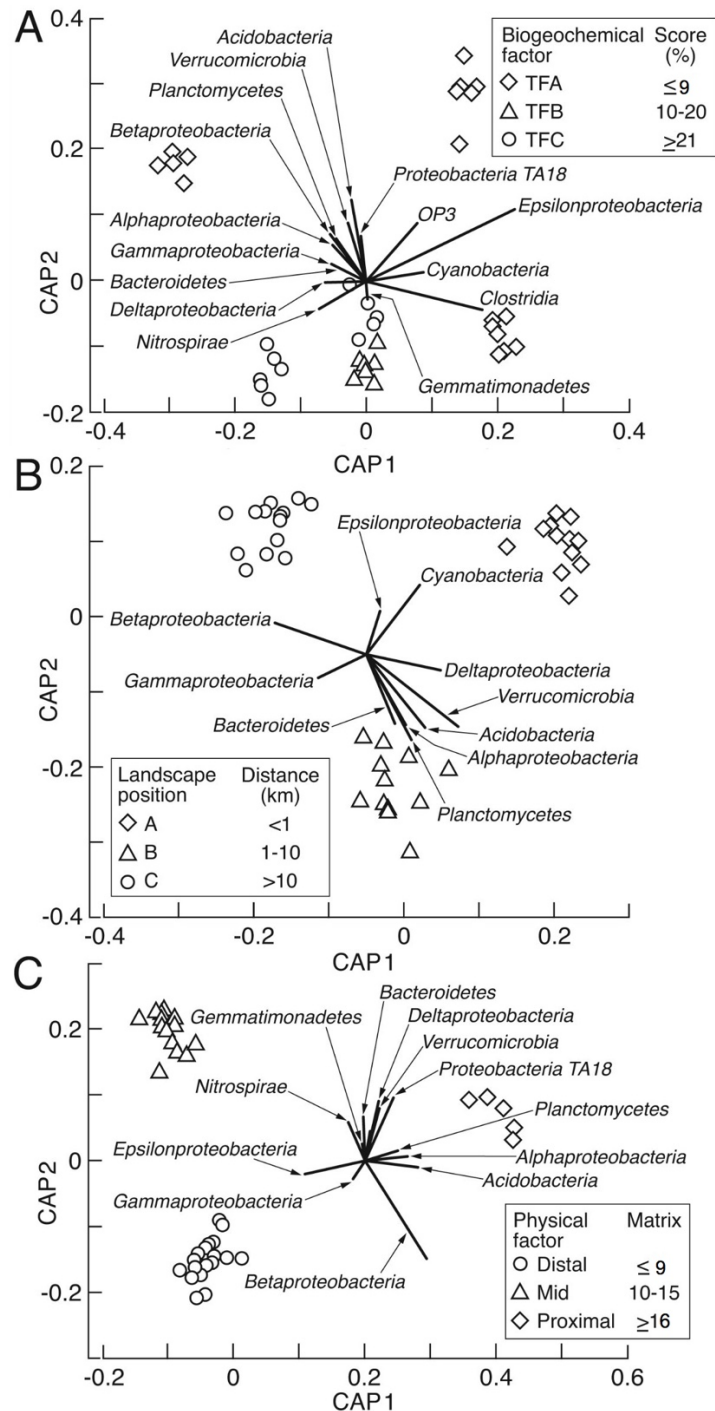 A
0.4
0.2
0
-0.2
CAP2
Acidobacteria
Verrucomicrobia
Planctomycetes
Betaproteobacteria
Alphaproteobacteria
Gammaproteobacteria
Bacteroidetes
Deltaproteobacteria
Nitrospirae
Proteobacteria TA18
OP3
Epsilonproteobacteria
Cyanobacteria
Clostridia
Gemmatimonadetes
Biogeochemical Score
factor (%)
TFA ≤9
TFB 10-20
TFC ≥21
-0.4 -0.2 0 0.2 0.4
CAP1
B
0.2
0
-0.2
-0.4
CAP2
Epsilonproteobacteria
Cyanobacteria
Betaproteobacteria
Gammaproteobacteria
Deltaproteobacteria
Verrucomicrobia
Bacteroidetes
Acidobacteria
Alphaproteobacteria
Planctomycetes
Landscape Distance
position (km)
A <1
B 1-10
C >10
-0.4 -0.2 0 0.2
CAP1
C
0.2
0
-0.2
CAP2
Bacteroidetes
Gemmatimonadetes
Deltaproteobacteria
Verrucomicrobia
Nitrospirae
Proteobacteria TA18
Planctomycetes
Epsilonproteobacteria
Alphaproteobacteria
Gammaproteobacteria
Acidobacteria
Betaproteobacteria
Physical Matrix
factor
Distal ≤ 9
Mid 10-15
Proximal ≥16
-0.2 0 0.2 0.4 0.6
CAP1